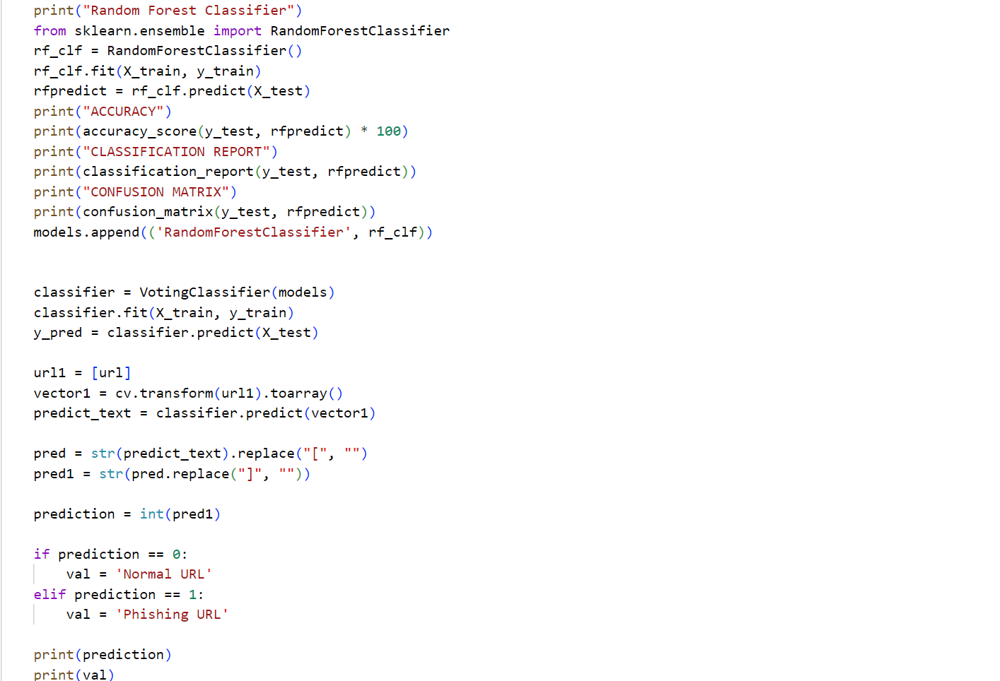 print("Random Forest Classifier")
from sklearn.ensemble import RandomForestClassifier
rf_clf = RandomForestClassifier()
rf_clf.fit(X_train, y_train)
rfpredict = rf_clf.predict(X_test)
print("ACCURACY")
print(accuracy_score(y_test, rfpredict) * 100)
print("CLASSIFICATION REPORT")
print(classification_report(y_test, rfpredict))
print("CONFUSION MATRIX")
print(confusion_matrix(y_test, rfpredict))
models.append(('RandomForestClassifier', rf_clf))
classifier = VotingClassifier(models)
classifier.fit(X_train, y_train)
y_pred = classifier.predict(X_test)
url1 = [url]
vector1 = cv.transform(url1).toarray()
predict_text = classifier.predict(vector1)
pred = str(predict_text).replace("[", "")
pred1 = str(pred.replace("]", ""))
prediction = int(pred1)
if prediction == 0:
    val = 'Normal URL'
elif prediction == 1:
    val = 'Phishing URL'
print(prediction)
print(val)